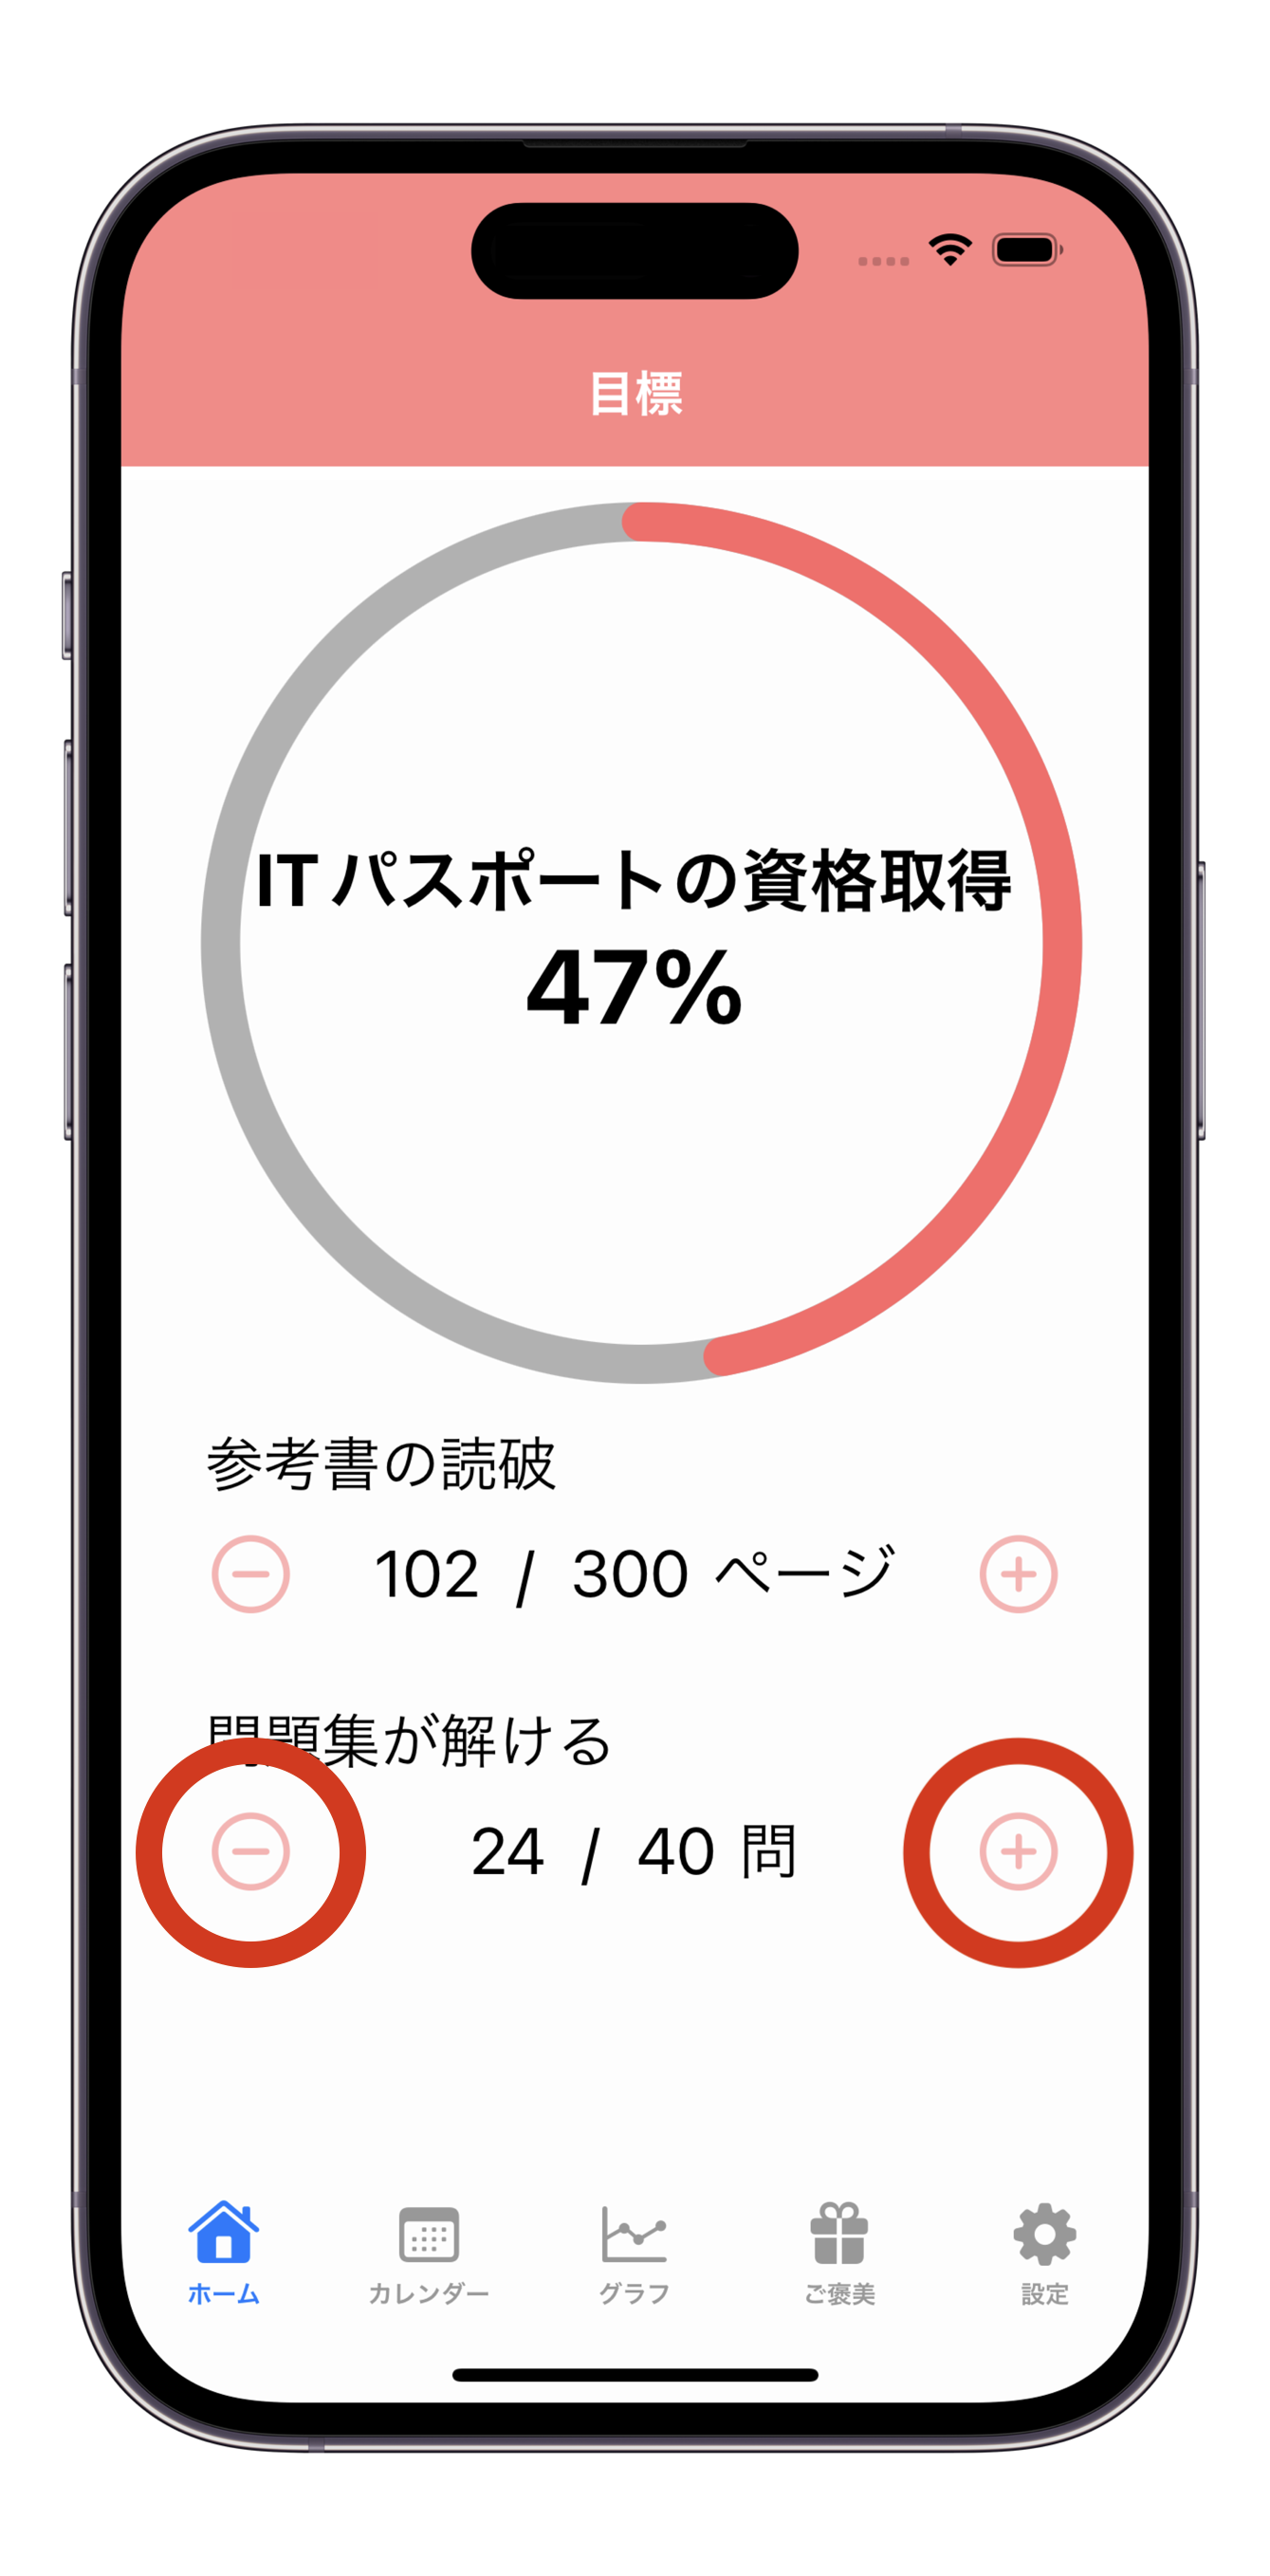 目標
ITパスポートの資格取得
47%
参考書の読破
102 / 300 ページ
問題集が解ける
24 / 40 問
ホーム カレンダー グラフ ご褒美 設定